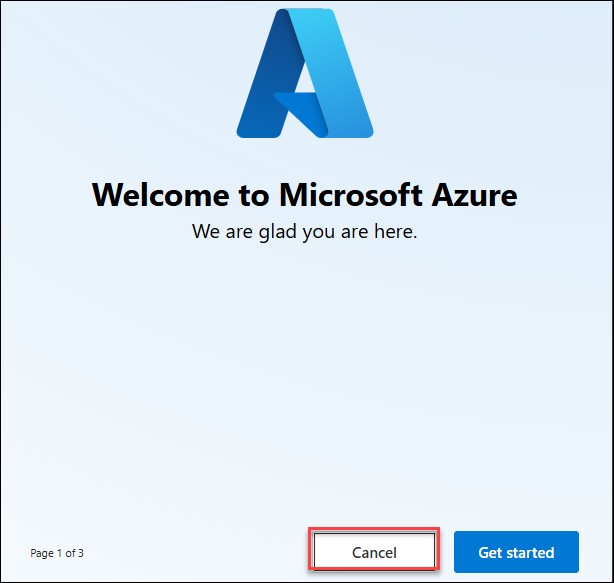 Welcome to Microsoft Azure
We are glad you are here.
Page 1 of 3
Cancel
Get started